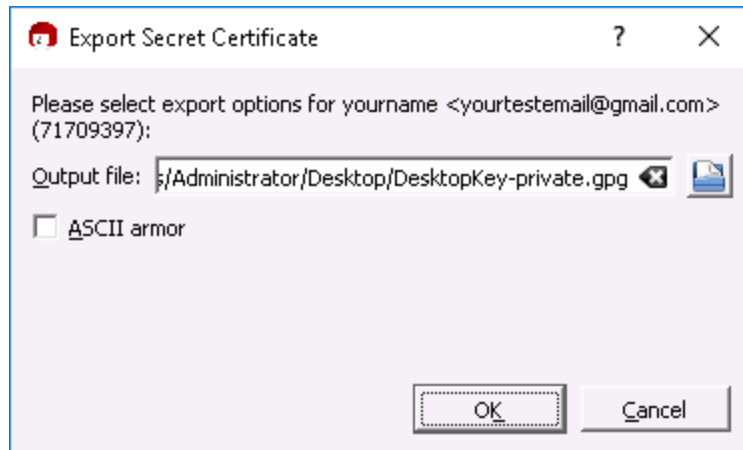 Export Secret Certificate ?
Please select export options for yourname <yourtestemail@gmail.com>
(71709397):
Output file: s/Administrator/Desktop/DesktopKey-private.gpg
ASCII armor
OK Cancel